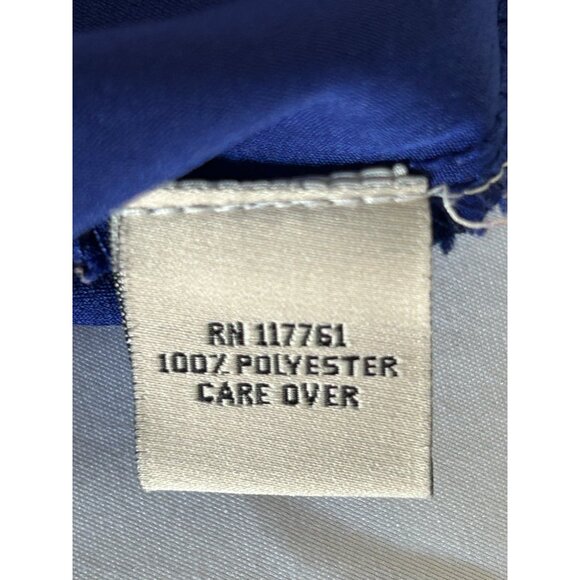 RN 117761
100% POLYESTER
CARE OVER